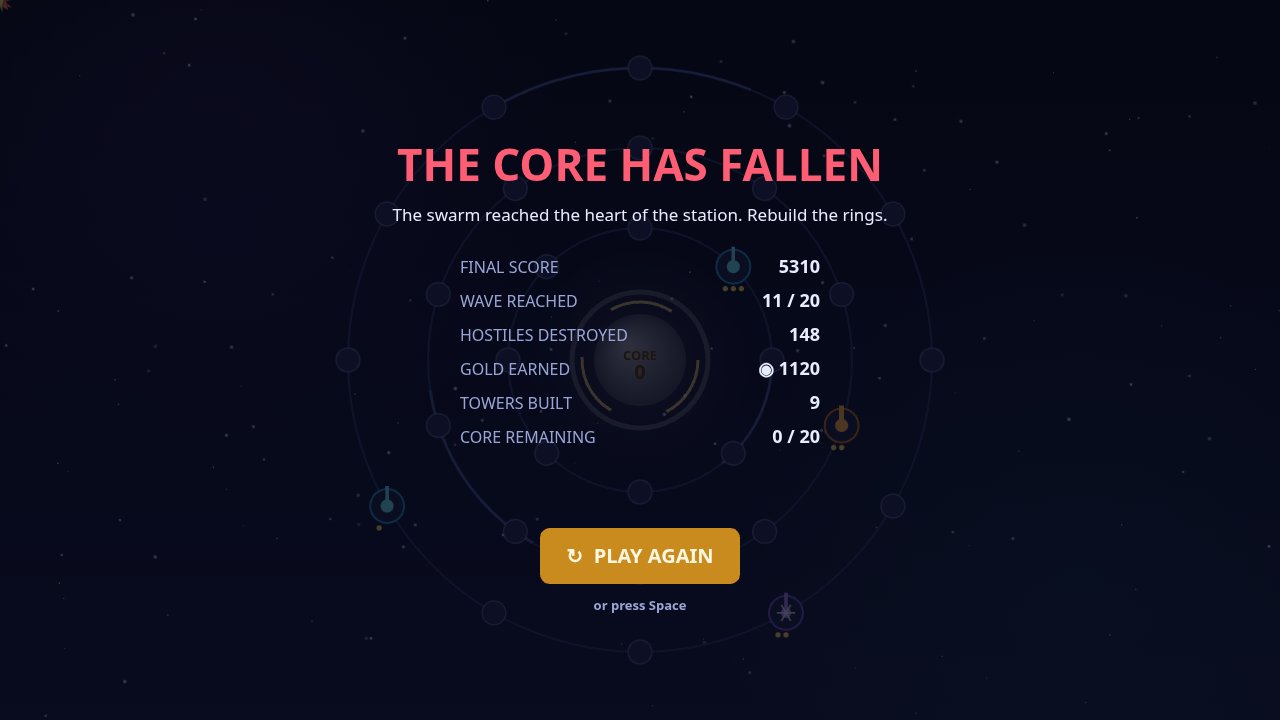 THE CORE HAS FALLEN
The swarm reached the heart of the station. Rebuild the rings.
FINAL SCORE 5310
WAVE REACHED 11 / 20
HOSTILES DESTROYED 148
CORE
GOLD EARNED ◉ 1120
0
TOWERS BUILT 9
CORE REMAINING 0 / 20
↻ PLAY AGAIN
or press Space